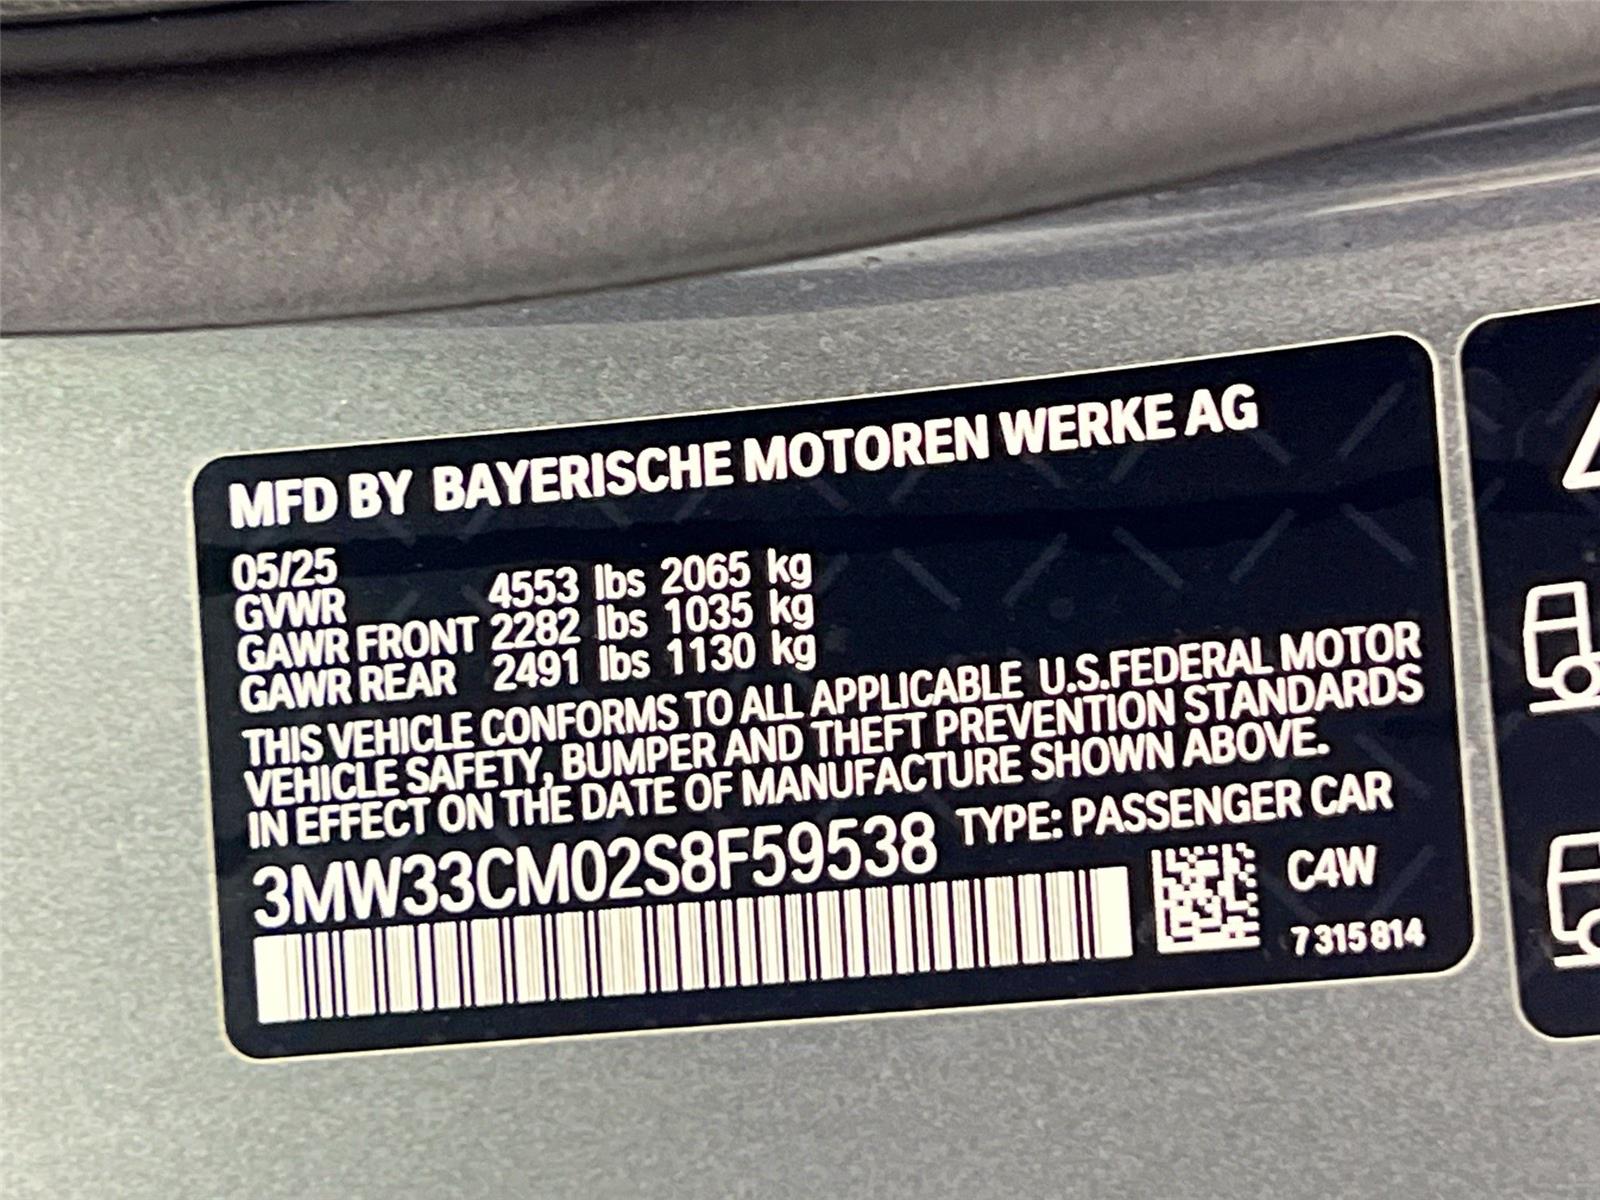 MFD BY BAYERISCHE MOTOREN WERKE AG
05/25
GVWR 4553 lbs 2065 kg
GAWR FRONT 2282 lbs 1035 kg
GAWR REAR 2491 lbs 1130 kg
THIS VEHICLE CONFORMS TO ALL APPLICABLE U.S.FEDERAL MOTOR
VEHICLE SAFETY, BUMPER AND THEFT PREVENTION STANDARDS
IN EFFECT ON THE DATE OF MANUFACTURE SHOWN ABOVE.
3MW33CM02S8F59538 TYPE: PASSENGER CAR
C4W
7 315 814